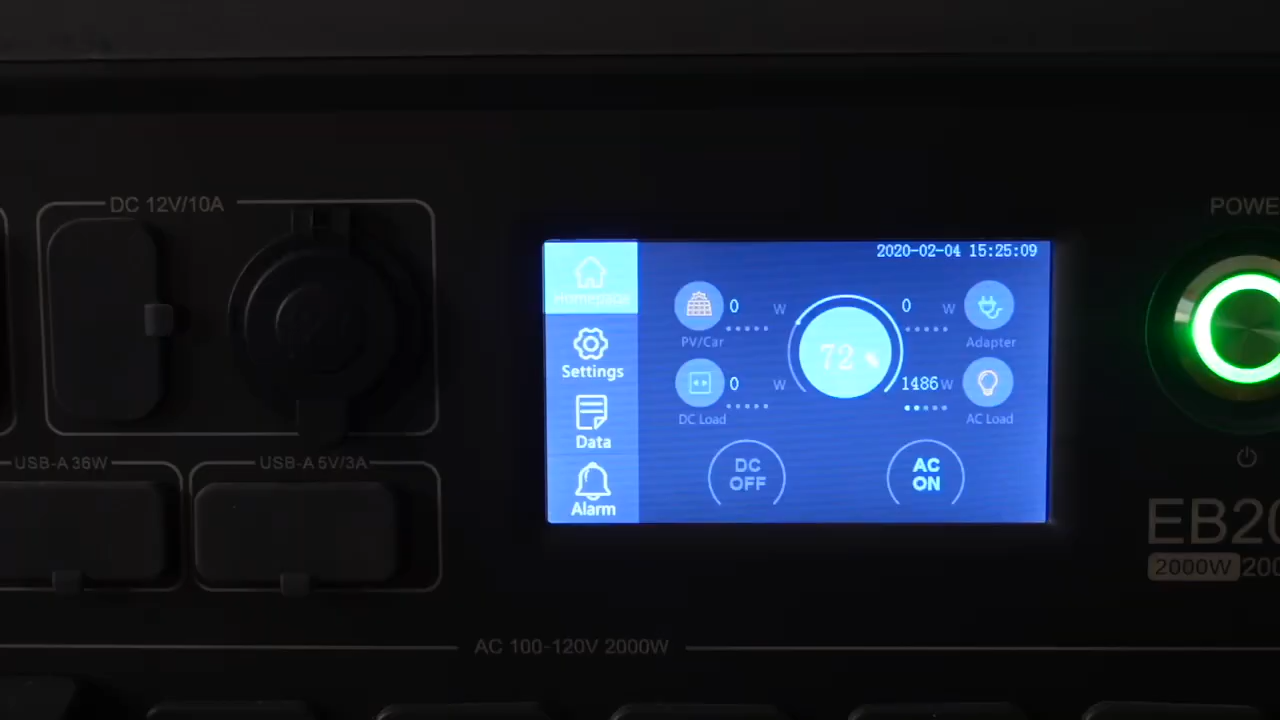 DC 12V/10A
USB-A 36W
USB-A 5V/3A
2020-02-04 15:25:09
Homepage
Settings
Data
Alarm
0 W
PV/Car
0 W
DC Load
72 %
0 W
Adapter
1486 W
AC Load
DC
OFF
AC
ON
POWE
EB20
2000W 200
AC 100-120V 2000W